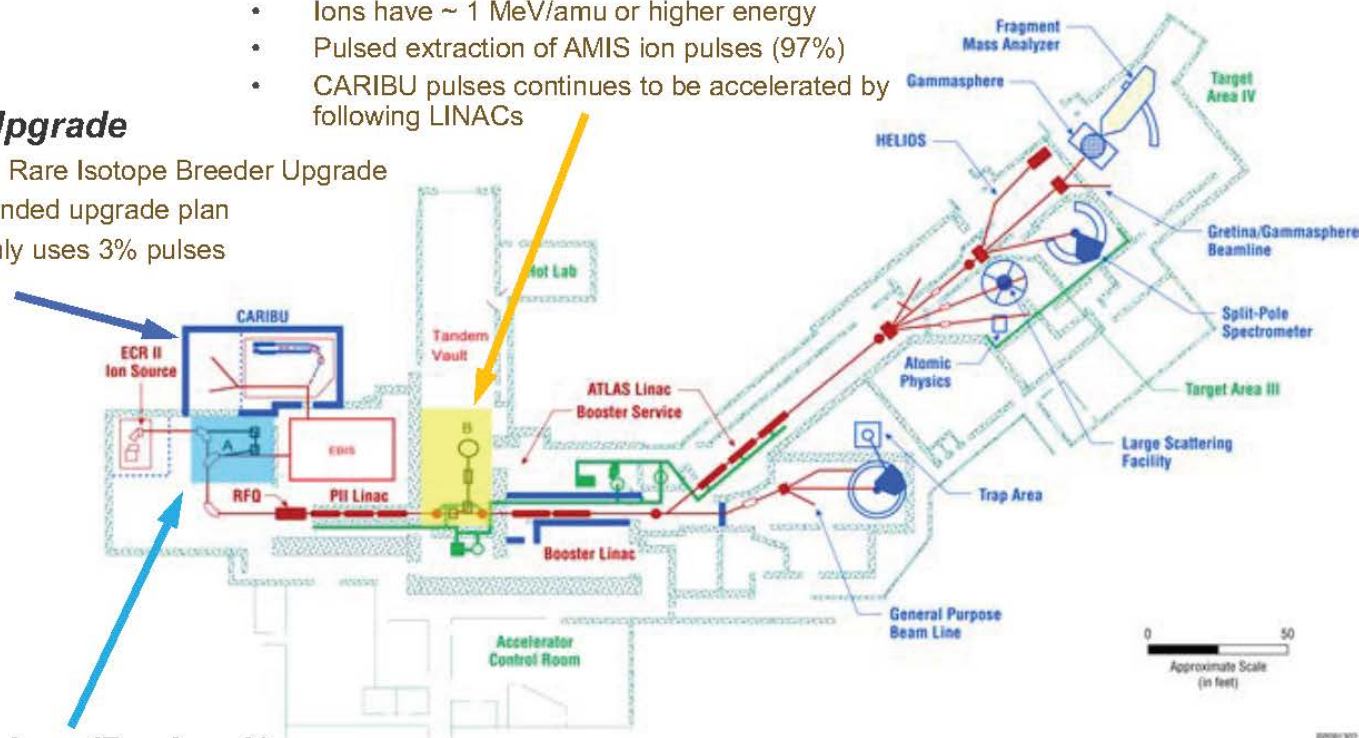 • Ions have ~ 1 MeV/amu or higher energy
• Pulsed extraction of AMIS ion pulses (97%)
• CARIBU pulses continues to be accelerated by
following LINACs
Upgrade
Rare Isotope Breeder Upgrade
nded upgrade plan
ly uses 3% pulses
Fragment
Mass Analyzer
Gammasphere
Target
Area IV
HELIOS
Gretina/Gammasphere
Beamline
Hot Lab
Split-Pole
Spectrometer
CARIBU
Tandem
Vault
ECR II
Ion Source
Atomic
Physics
ATLAS Linac
Booster Service
Target Area III
A
B
EBIS
Large Scattering
Facility
RFQ
PII Linac
Trap Area
Booster Linac
General Purpose
Beam Line
Accelerator
Control Room
0 50
Approximate Scale
(in feet)